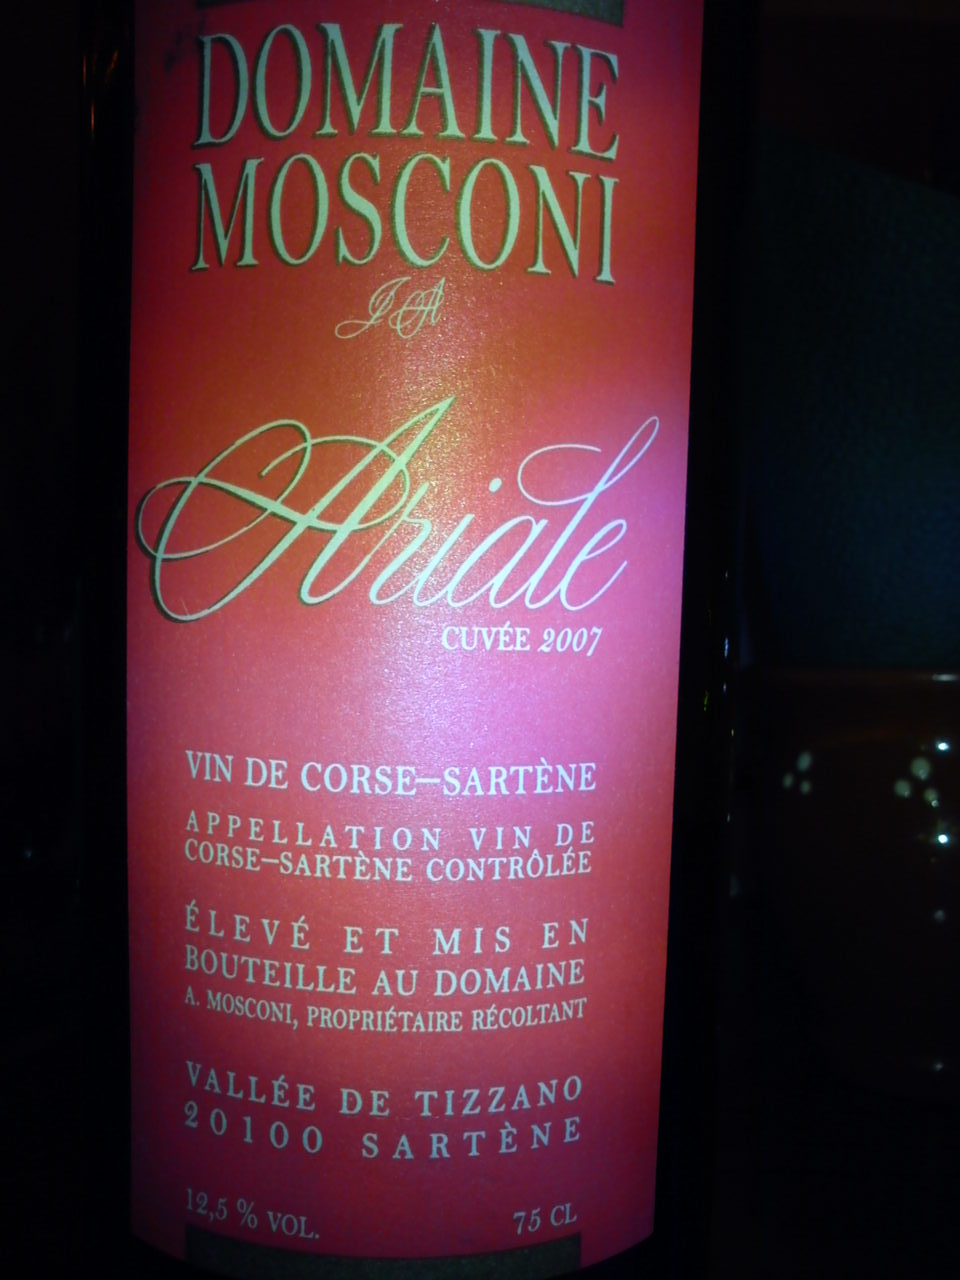 DOMAINE
MOSCONI
JA
Ariale
CUVÉE 2007
VIN DE CORSE–SARTÈNE
APPELLATION VIN DE
CORSE–SARTÈNE CONTRÔLÉE
ÉLEVÉ ET MIS EN
BOUTEILLE AU DOMAINE
A. MOSCONI, PROPRIÉTAIRE RÉCOLTANT
VALLÉE DE TIZZANO
20100 SARTÈNE
12,5 % VOL.
75 CL